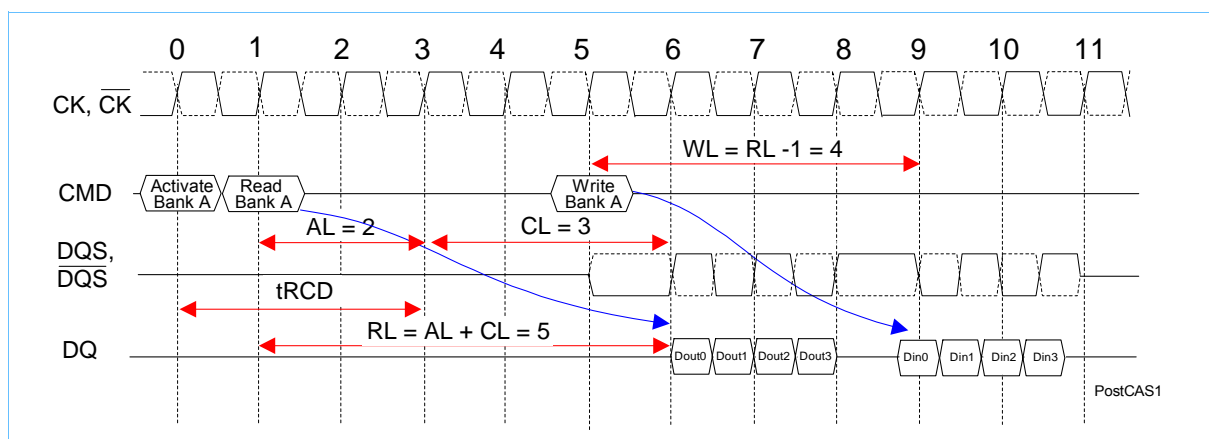 0 1 2 3 4 5 6 7 8 9 10 11
CK, CK
WL = RL -1 = 4
CMD
Activate
Bank A
Read
Bank A
Write
Bank A
AL = 2
CL = 3
DQS,
DQS
tRCD
RL = AL + CL = 5
DQ
Dout0 Dout1 Dout2 Dout3 Din0 Din1 Din2 Din3
PostCAS1